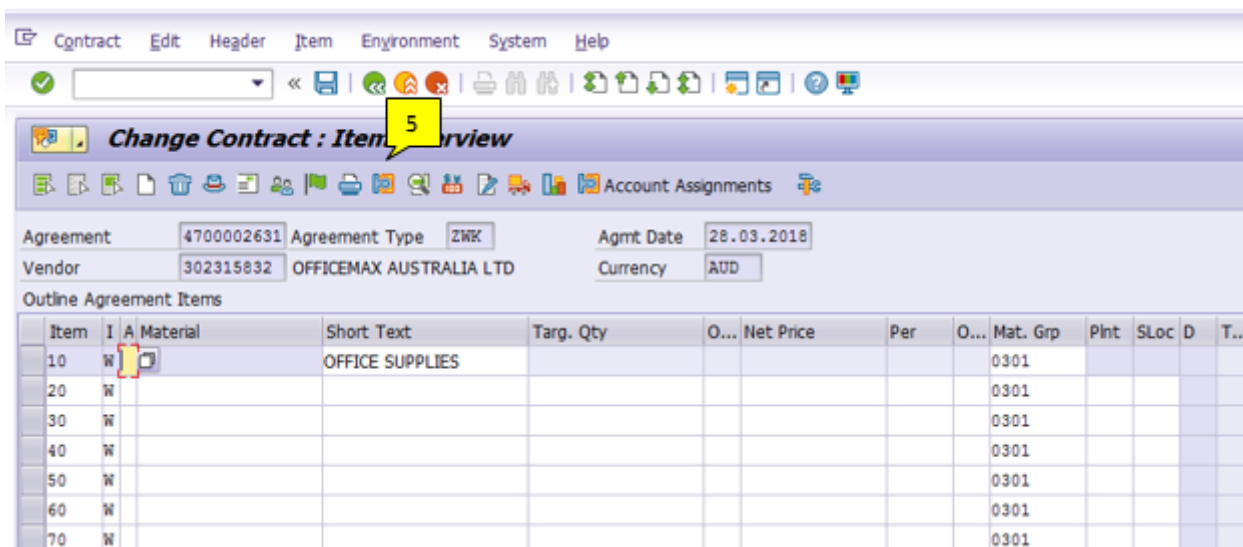 Contract Edit Header Item Environment System Help
5
Change Contract : Item erview
Account Assignments
Agreement 4700002631 Agreement Type ZWK Agmt Date 28.03.2018
Vendor 302315832 OFFICEMAX AUSTRALIA LTD Currency AUD
Outline Agreement Items
Item I A Material Short Text Targ. Qty O... Net Price Per O... Mat. Grp Plnt SLoc D T...
10 W OFFICE SUPPLIES 0301
20 W 0301
30 W 0301
40 W 0301
50 W 0301
60 W 0301
70 W 0301